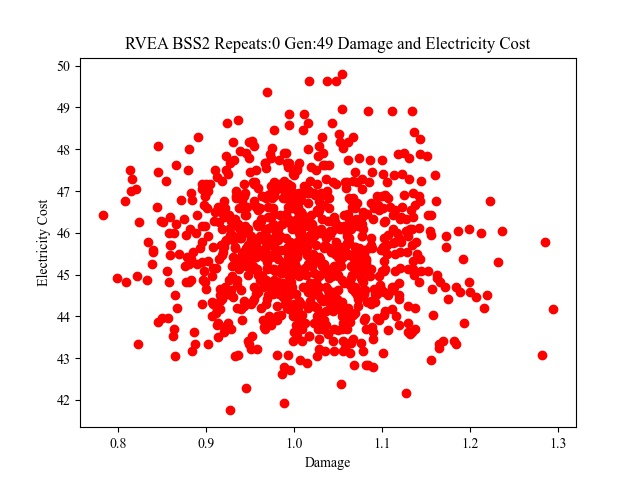 RVEA BSS2 Repeats:0 Gen:49 Damage and Electricity Cost
50
49
48
47
46
45
44
43
42
Electricity Cost
0.8 0.9 1.0 1.1 1.2 1.3
Damage